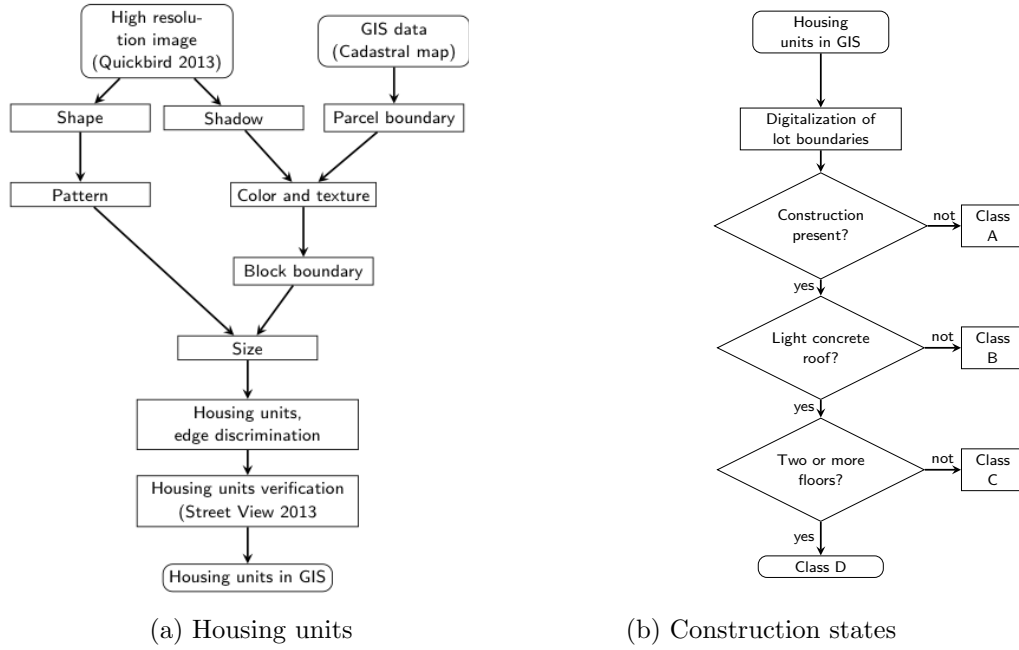 High resolu-
tion image
(Quickbird 2013)
GIS data
(Cadastral map)
Shape
Shadow
Parcel boundary
Pattern
Color and texture
Block boundary
Size
Housing units,
edge discrimination
Housing units verification
(Street View 2013
Housing units in GIS
(a) Housing units
Housing
units in GIS
Digitalization of
lot boundaries
Construction
present?
not
Class
A
yes
Light concrete
roof?
not
Class
B
yes
Two or more
floors?
not
Class
C
yes
Class D
(b) Construction states